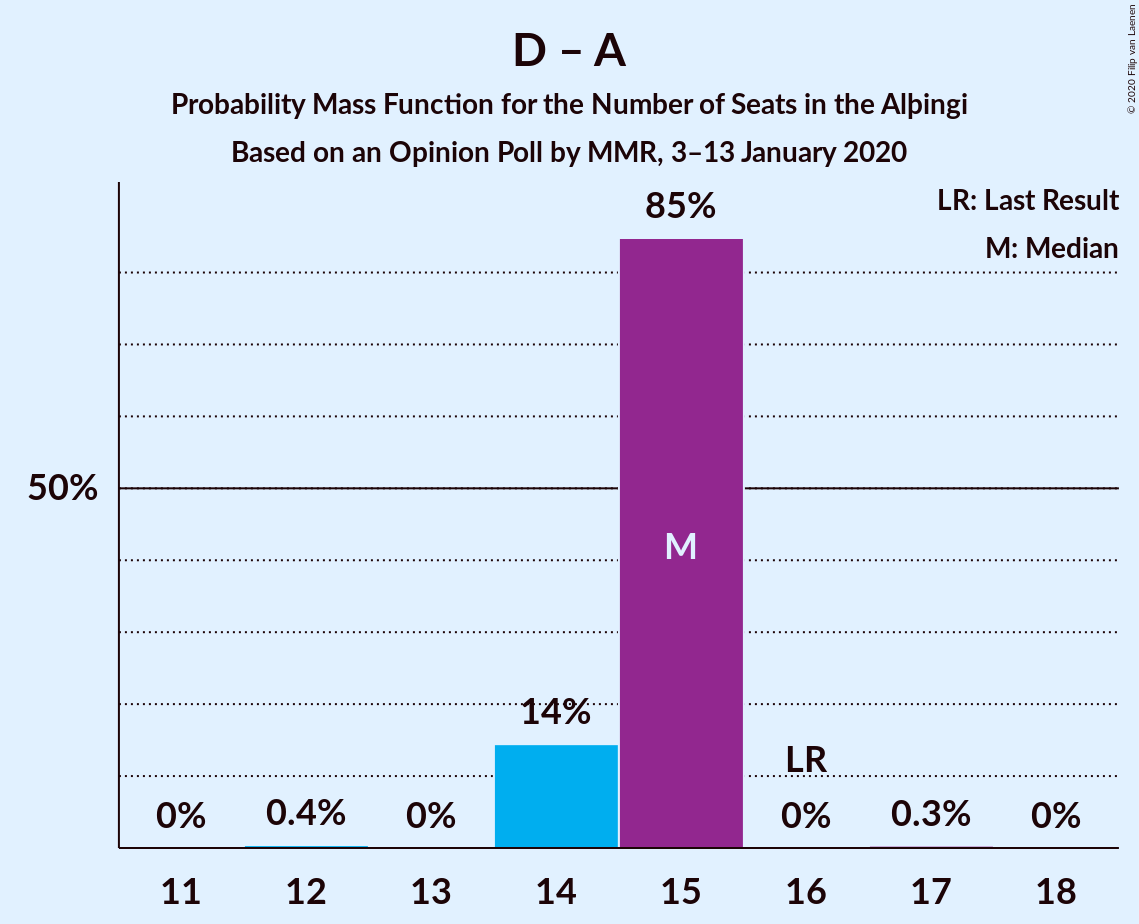 D – A
Probability Mass Function for the Number of Seats in the Alþingi
Based on an Opinion Poll by MMR, 3–13 January 2020
© 2020 Filip van Laenen
LR: Last Result
M: Median
85%
50%
M
14%
LR
0%
0.4%
0%
0%
0.3%
0%
11
12
13
14
15
16
17
18